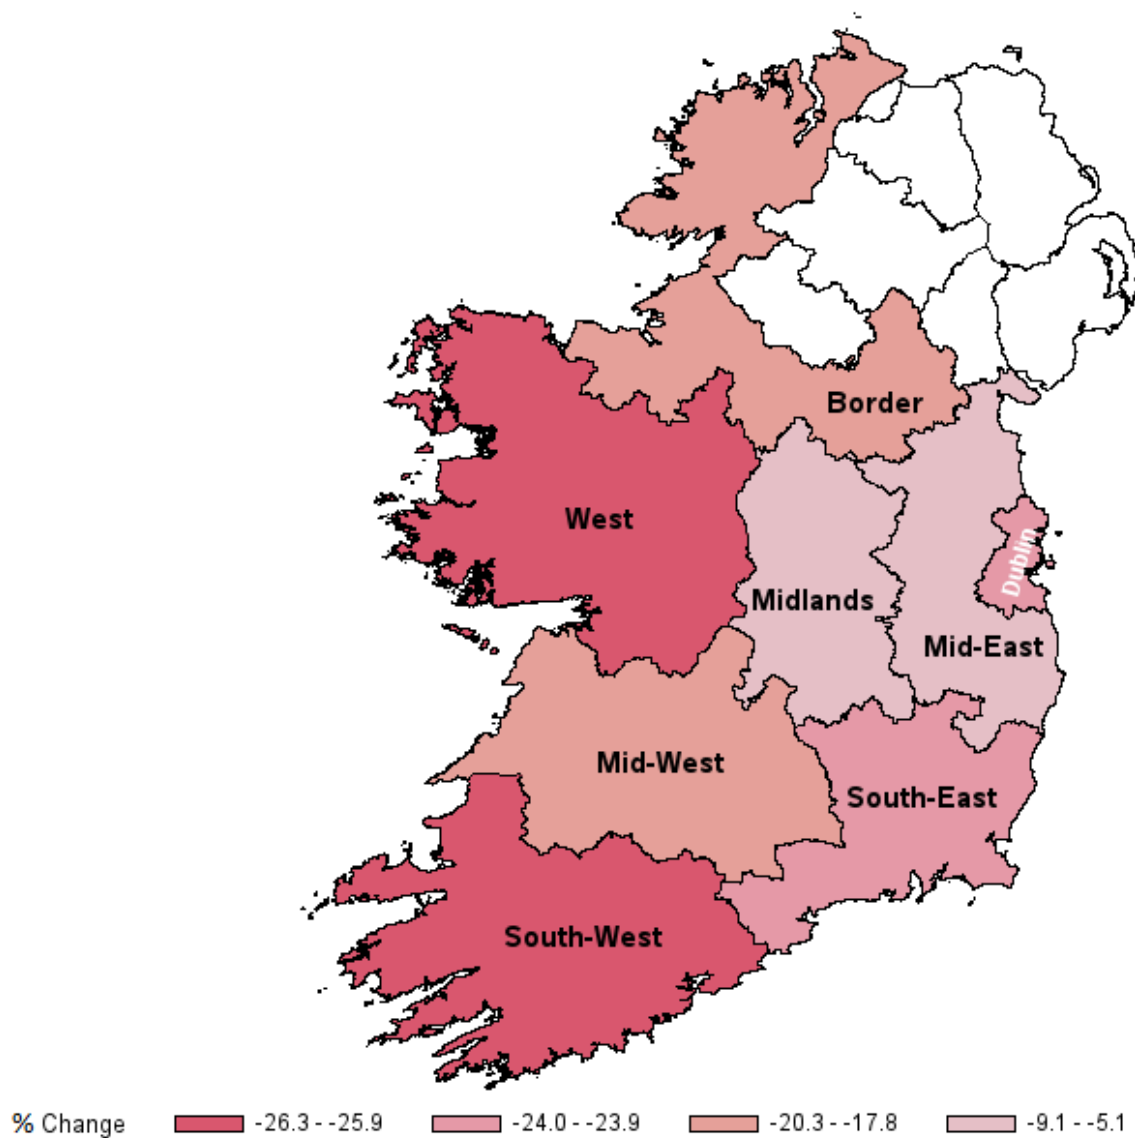 Border
West
Dublin
Midlands
Mid-East
Mid-West
South-East
South-West
% Change -26.3 - -25.9 -24.0 - -23.9 -20.3 - -17.8 -9.1 - -5.1